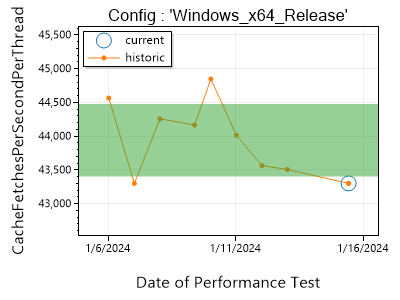 Config : 'Windows_x64_Release'
current
historic
CacheFetchesPerSecondPerThread
45,500
45,000
44,500
44,000
43,500
43,000
1/6/2024
1/11/2024
1/16/2024
Date of Performance Test